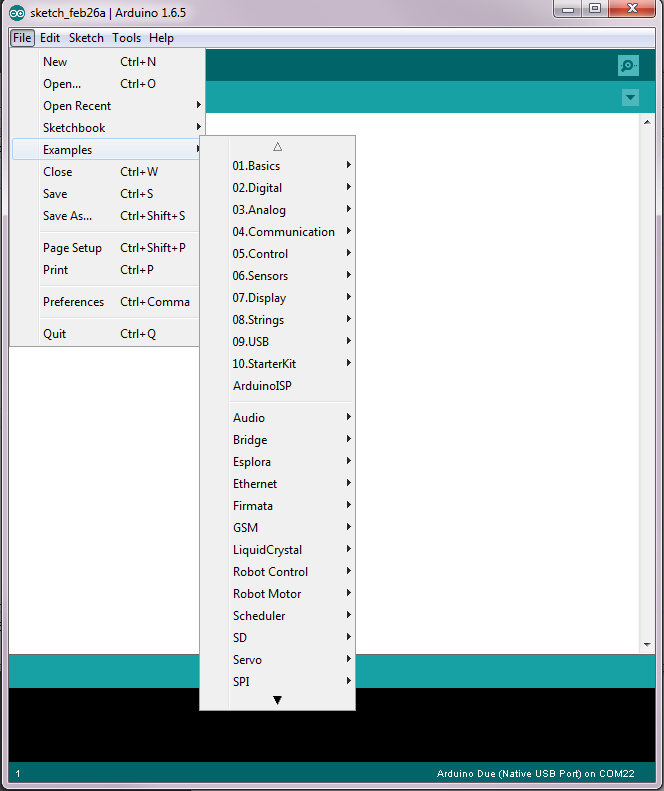 sketch_feb26a | Arduino 1.6.5
File Edit Sketch Tools Help
New Ctrl+N
Open... Ctrl+O
Open Recent
Sketchbook
Examples
Close Ctrl+W
Save Ctrl+S
Save As... Ctrl+Shift+S
Page Setup Ctrl+Shift+P
Print Ctrl+P
Preferences Ctrl+Comma
Quit Ctrl+Q
01.Basics
02.Digital
03.Analog
04.Communication
05.Control
06.Sensors
07.Display
08.Strings
09.USB
10.StarterKit
ArduinoISP
Audio
Bridge
Esplora
Ethernet
Firmata
GSM
LiquidCrystal
Robot Control
Robot Motor
Scheduler
SD
Servo
SPI
1 Arduino Due (Native USB Port) on COM22